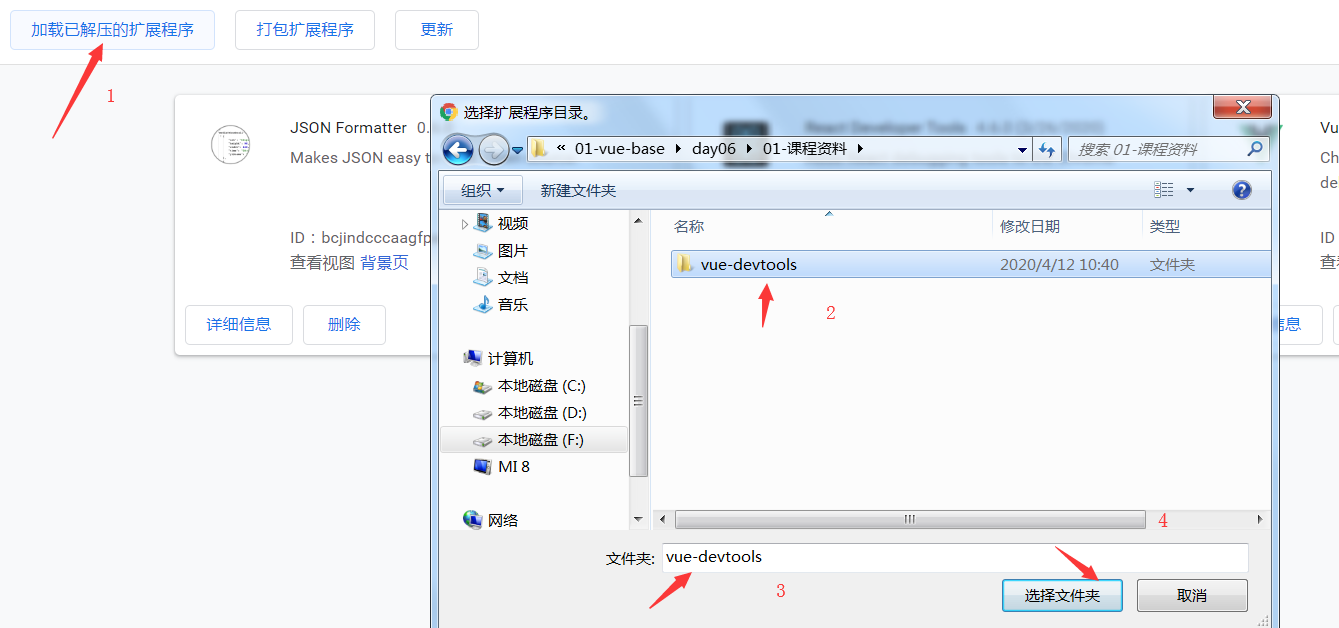 加载已解压的扩展程序 打包扩展程序 更新
1
选择扩展程序目录。
JSON Formatter 0.
Makes JSON easy t
ID：bcjindcccaagfp
查看视图 背景页
详细信息 删除
« 01-vue-base day06 01-课程资料
搜索 01-课程资料
组织 新建文件夹
视频
图片
文档
音乐
计算机
本地磁盘 (C:)
本地磁盘 (D:)
本地磁盘 (F:)
MI 8
网络
名称 修改日期 类型
vue-devtools 2020/4/12 10:40 文件夹
2
4
文件夹: vue-devtools
3
选择文件夹 取消
Vu
Ch
de
ID
查
信息